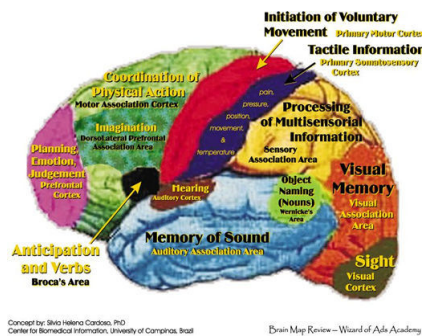 Initiation of Voluntary
Movement Primary Motor Cortex
Tactile Information
Primary Somatosensory
Cortex
Coordination of
Physical Action
Motor Association Cortex
pain,
pressure,
position,
movement,
&
temperature
Processing
of Multisensorial
Information
Sensory
Association Area
Imagination
DorsoLateral Prefrontal
Association Area
Planning,
Emotion,
Judgement
Prefrontal
Cortex
Hearing
Auditory Cortex
Object
Naming
(Nouns)
Wernicke's
Area
Visual
Memory
Visual
Association
Area
Anticipation
and Verbs
Broca's Area
Memory of Sound
Auditory Association Area
Sight
Visual
Cortex
Concept by: Silvia Helena Cardoso, PhD
Center for Biomedical Information, University of Campinas, Brazil
Brain Map Review – Wizard of Ads Academy